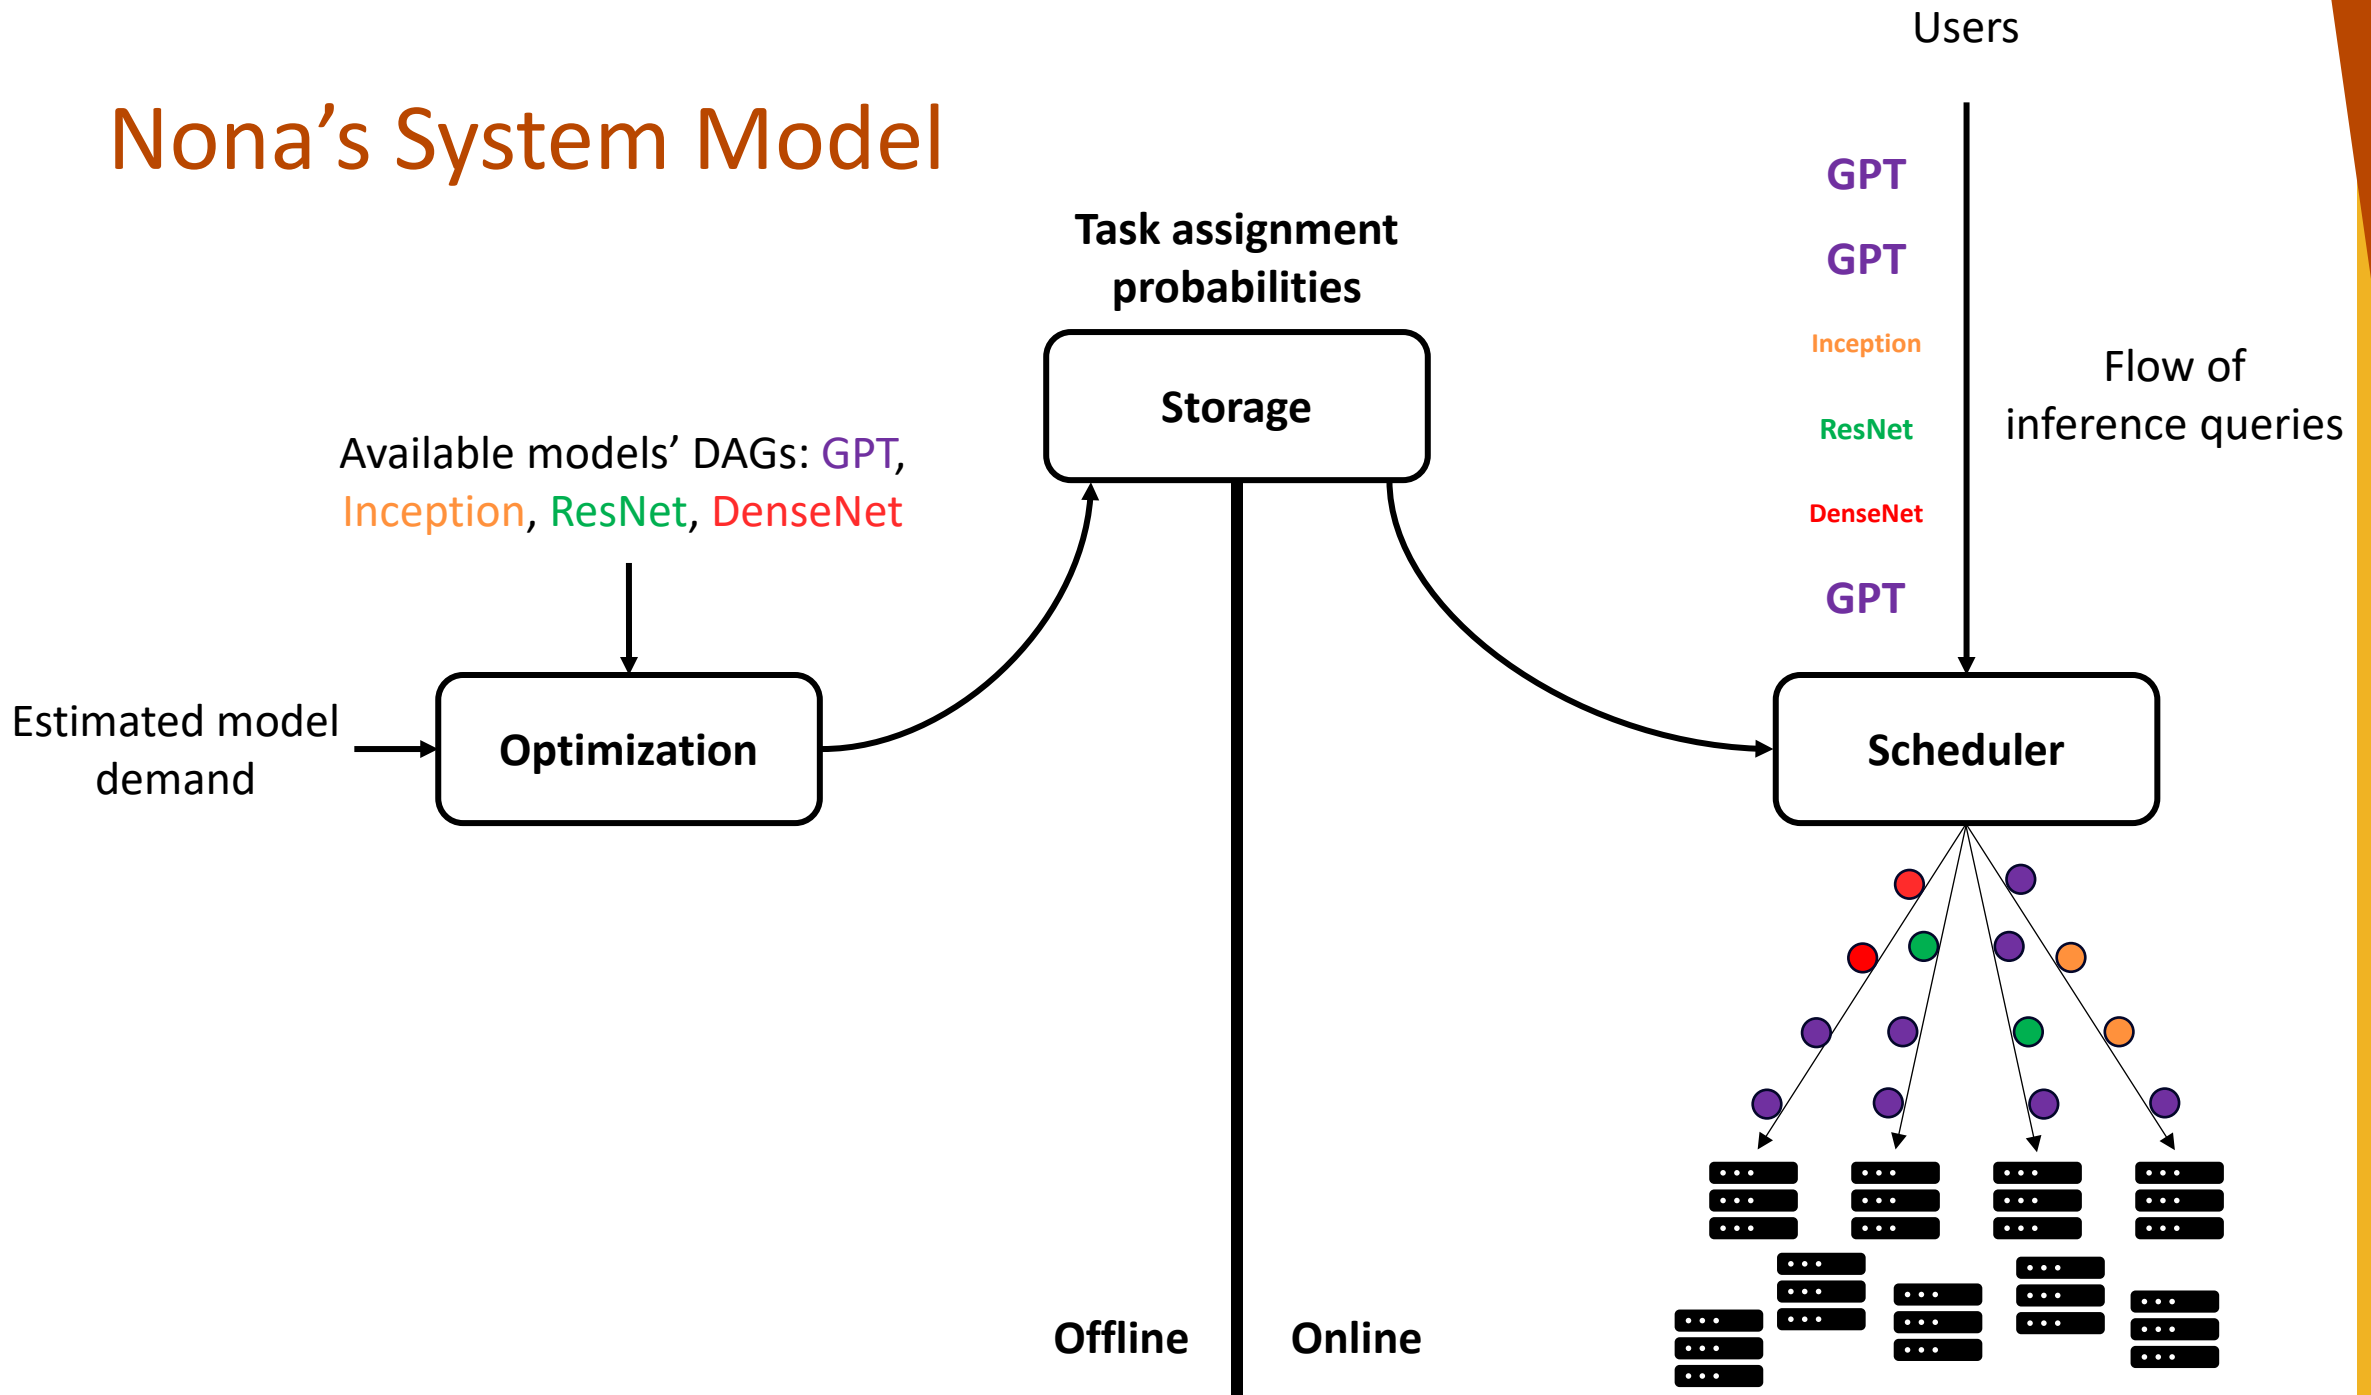 Nona’s System Model
Available models’ DAGs: GPT,
Inception, ResNet, DenseNet
Estimated model
demand
Optimization
Task assignment
probabilities
Storage
Offline
Online
Users
GPT
GPT
Inception
ResNet
DenseNet
GPT
Flow of
inference queries
Scheduler